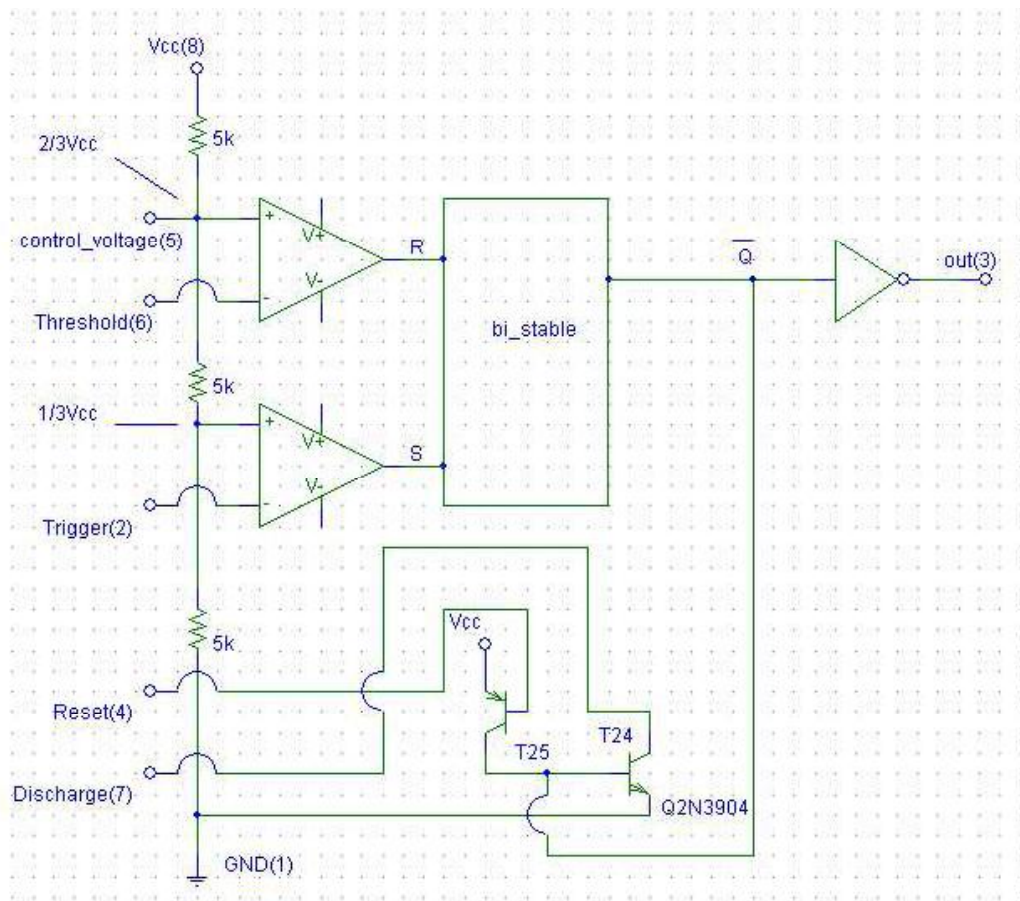 Vcc(8)
5k
2/3Vcc
+
V+
control_voltage(5)
R
Q
out(3)
V-
-
Threshold(6)
bi_stable
5k
1/3Vcc
+
V+
S
V-
-
Trigger(2)
Vcc
5k
Reset(4)
T25
T24
Discharge(7)
Q2N3904
GND(1)